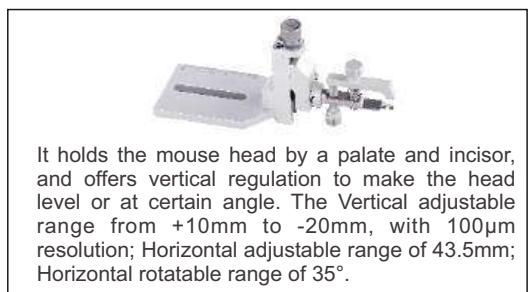 It holds the mouse head by a palate and incisor,
and offers vertical regulation to make the head
level or at certain angle. The Vertical adjustable
range from +10mm to -20mm, with 100μm
resolution; Horizontal adjustable range of 43.5mm;
Horizontal rotatable range of 35°.